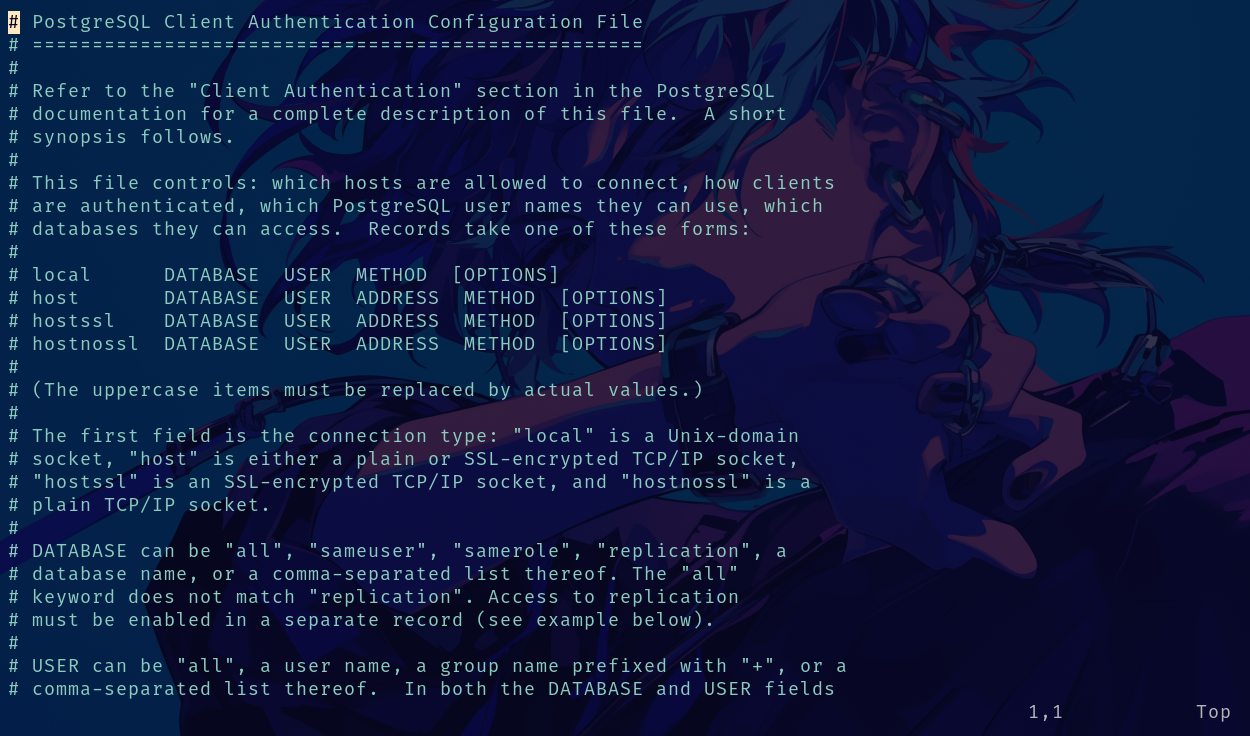 # PostgreSQL Client Authentication Configuration File
# ===================================================
#
# Refer to the "Client Authentication" section in the PostgreSQL
# documentation for a complete description of this file.  A short
# synopsis follows.
#
# This file controls: which hosts are allowed to connect, how clients
# are authenticated, which PostgreSQL user names they can use, which
# databases they can access.  Records take one of these forms:
#
# local      DATABASE  USER  METHOD  [OPTIONS]
# host       DATABASE  USER  ADDRESS  METHOD  [OPTIONS]
# hostssl    DATABASE  USER  ADDRESS  METHOD  [OPTIONS]
# hostnossl  DATABASE  USER  ADDRESS  METHOD  [OPTIONS]
#
# (The uppercase items must be replaced by actual values.)
#
# The first field is the connection type: "local" is a Unix-domain
# socket, "host" is either a plain or SSL-encrypted TCP/IP socket,
# "hostssl" is an SSL-encrypted TCP/IP socket, and "hostnossl" is a
# plain TCP/IP socket.
#
# DATABASE can be "all", "sameuser", "samerole", "replication", a
# database name, or a comma-separated list thereof. The "all"
# keyword does not match "replication". Access to replication
# must be enabled in a separate record (see example below).
#
# USER can be "all", a user name, a group name prefixed with "+", or a
# comma-separated list thereof.  In both the DATABASE and USER fields
1,1           Top